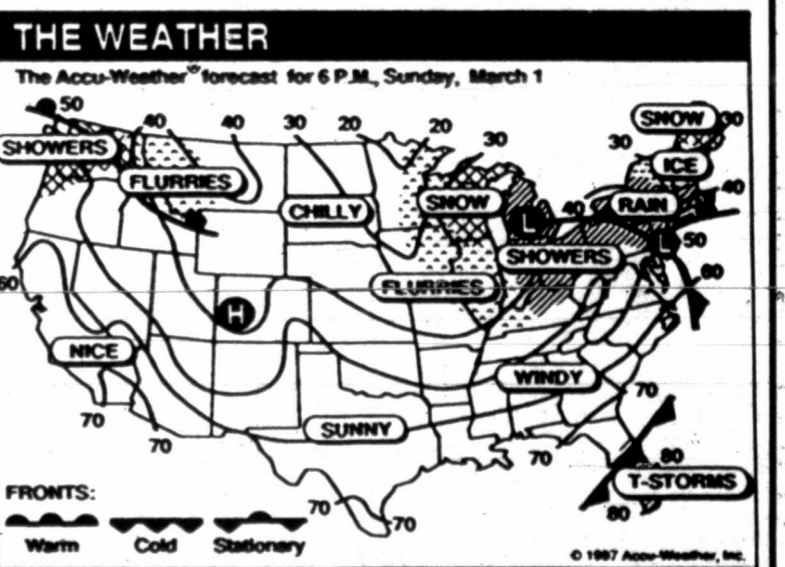 THE WEATHER
The Accu-Weather® forecast for 6 P.M., Sunday, March 1
50
40
40
30
20
20
30
30
SNOW
30
SHOWERS
ICE
FLURRIES
40
CHILLY
SNOW
40
RAIN
L
L
50
SHOWERS
60
60
FLURRIES
H
NICE
WINDY
70
70
70
SUNNY
70
80
T-STORMS
70
70
80
FRONTS:
Warm
Cold
Stationary
© 1987 Accu-Weather, Inc.